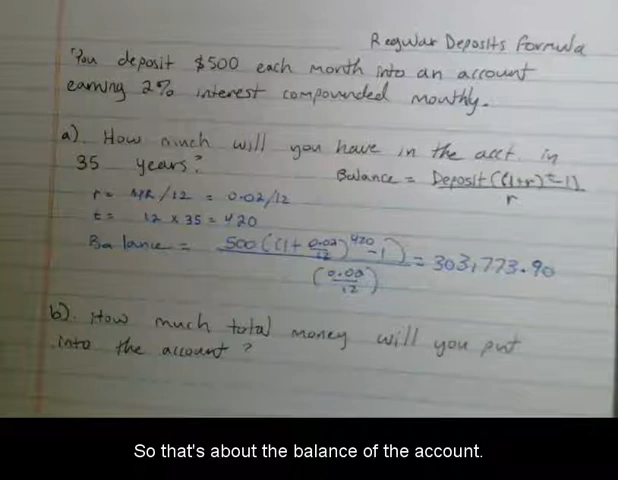 Regular Deposits Formula
You deposit $500 each month into an account
earning 2% interest compounded monthly.
a). How much will you have in the acct. in
35 years?
Balance = Deposit((1+r)^t-1)
r
r = APR/12 = 0.02/12
t = 12 x 35 = 420
Balance = 500((1+0.02/12)^420-1) = 303,773.90
(0.02/12)
b). How much total money will you put
into the account?
So that's about the balance of the account.